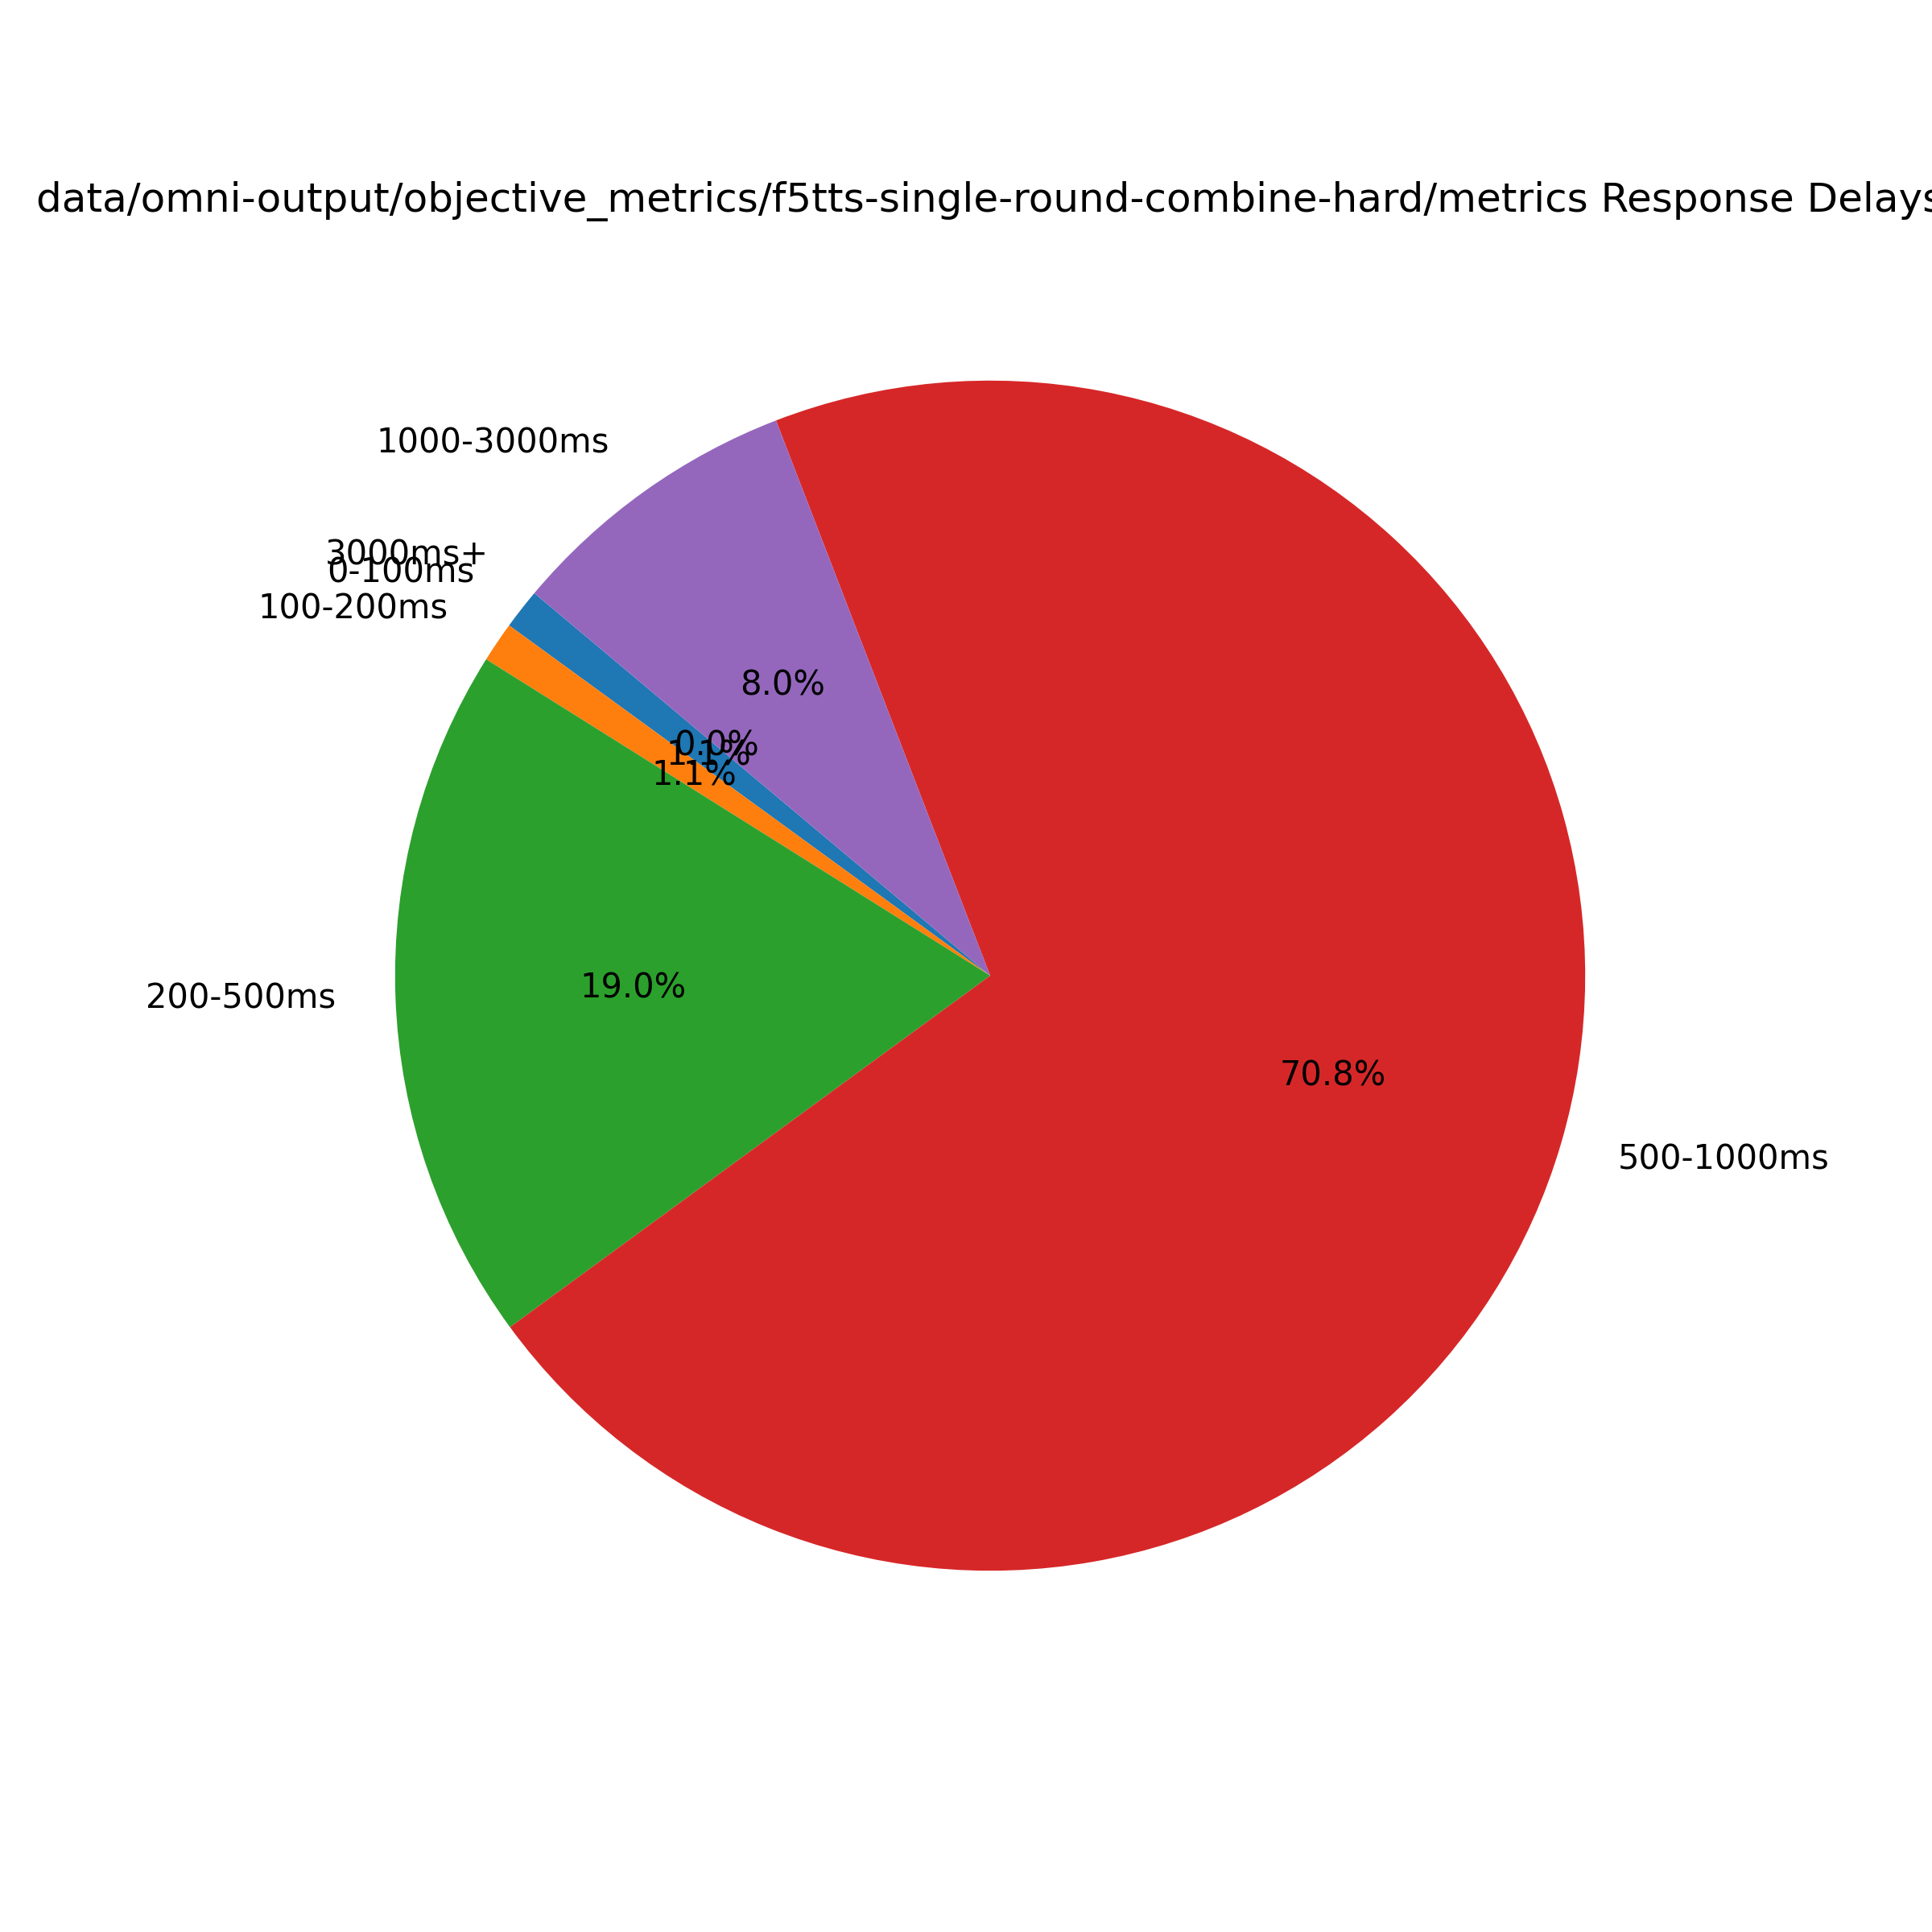 data/omni-output/objective_metrics/f5tts-single-round-combine-hard/metrics Response Delays
1000-3000ms
3000ms+
0-100ms
100-200ms
8.0%
0.0%
1.1%
1.1%
200-500ms
19.0%
70.8%
500-1000ms